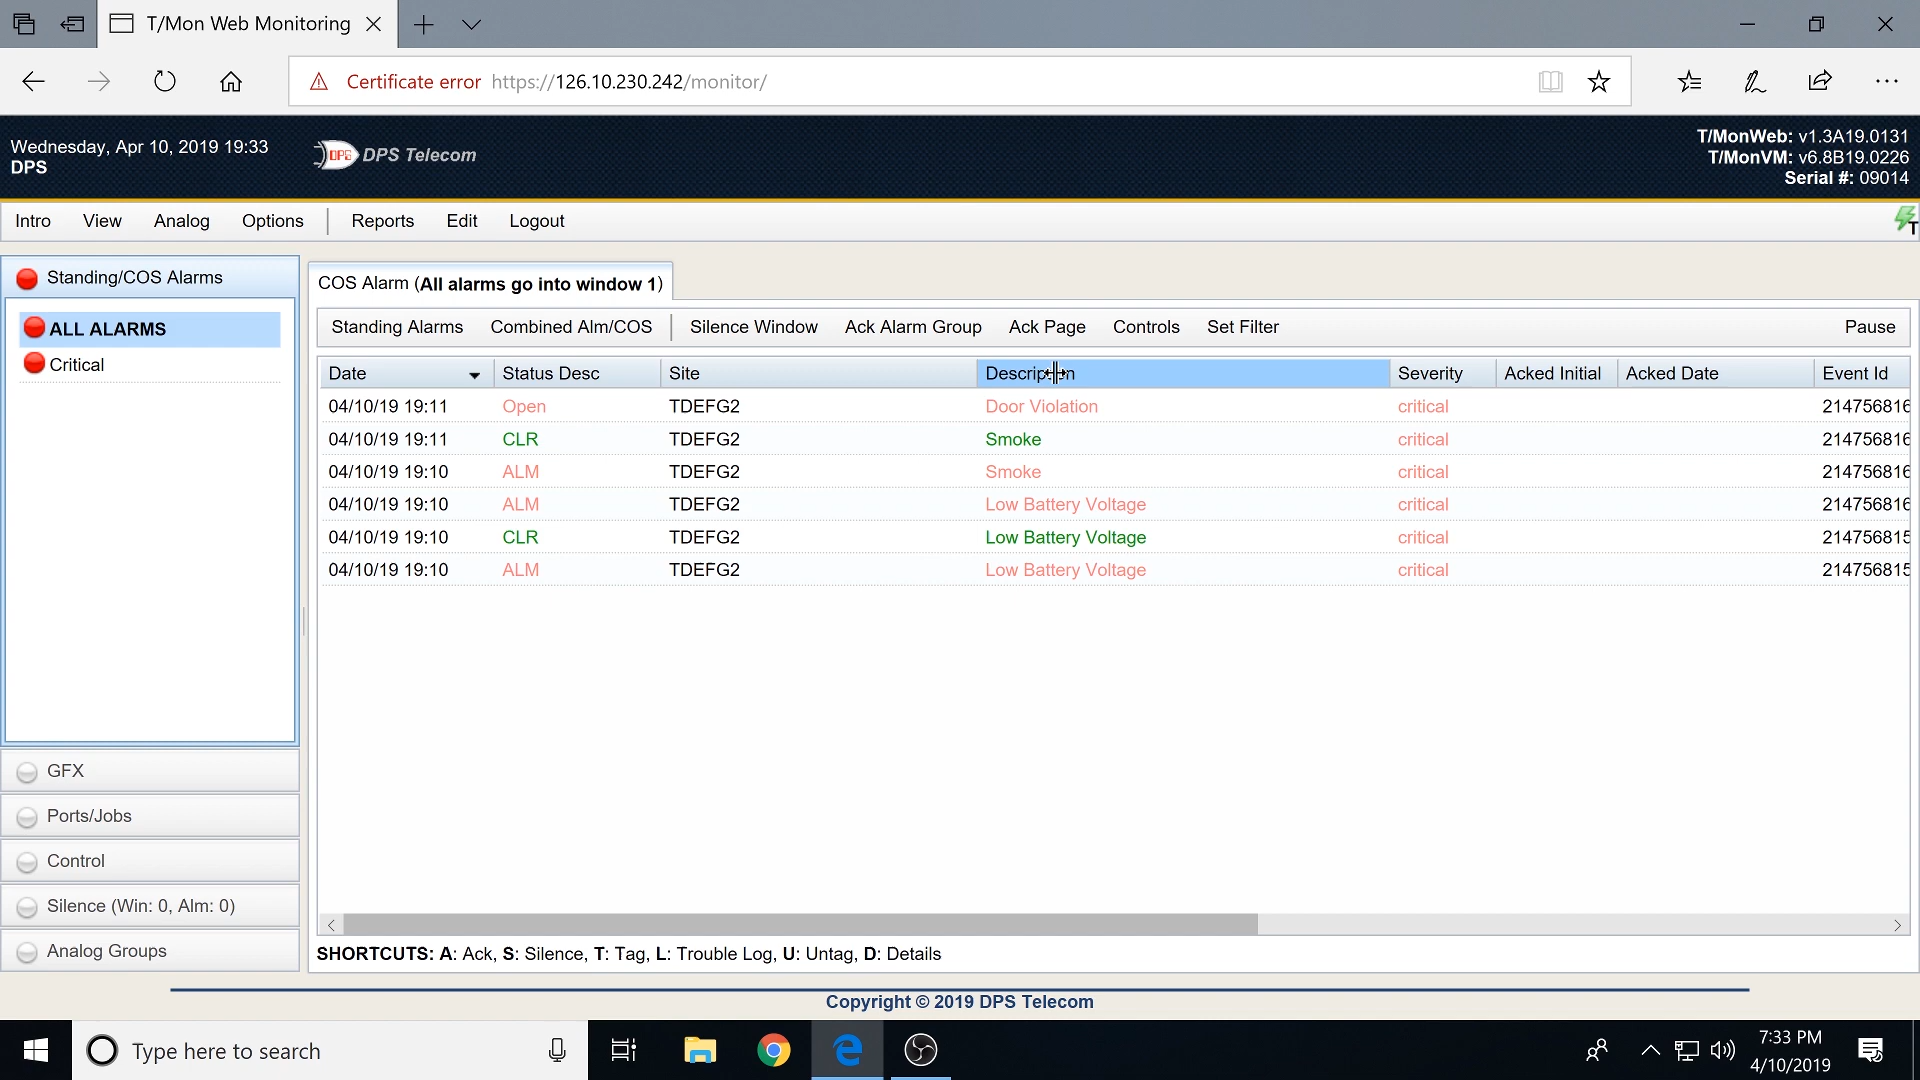 T/Mon Web Monitoring
Certificate error https://126.10.230.242/monitor/
Wednesday, Apr 10, 2019 19:33
DPS
DPS DPS Telecom
T/MonWeb: v1.3A19.0131
T/MonVM: v6.8B19.0226
Serial #: 09014
Intro View Analog Options Reports Edit Logout
T
Standing/COS Alarms
ALL ALARMS
Critical
GFX
Ports/Jobs
Control
Silence (Win: 0, Alm: 0)
Analog Groups
COS Alarm (All alarms go into window 1)
Standing Alarms Combined Alm/COS Silence Window Ack Alarm Group Ack Page Controls Set Filter Pause
Date Status Desc Site Description Severity Acked Initial Acked Date Event Id
04/10/19 19:11 Open TDEFG2 Door Violation critical 214756816
04/10/19 19:11 CLR TDEFG2 Smoke critical 214756816
04/10/19 19:10 ALM TDEFG2 Smoke critical 214756816
04/10/19 19:10 ALM TDEFG2 Low Battery Voltage critical 214756816
04/10/19 19:10 CLR TDEFG2 Low Battery Voltage critical 214756815
04/10/19 19:10 ALM TDEFG2 Low Battery Voltage critical 214756815
SHORTCUTS: A: Ack, S: Silence, T: Tag, L: Trouble Log, U: Untag, D: Details
Copyright © 2019 DPS Telecom
Type here to search
7:33 PM
4/10/2019